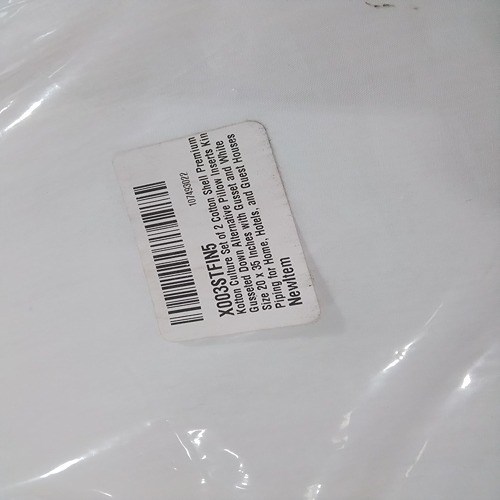 107493022
X003STFIN5
Kotton Culture Set of 2 Cotton Shell Premium
Gusseted Down Alternative Pillow Inserts Kin
Size 20 x 36 Inches with Gusset and White
Piping for Home, Hotels, and Guest Houses
NewItem